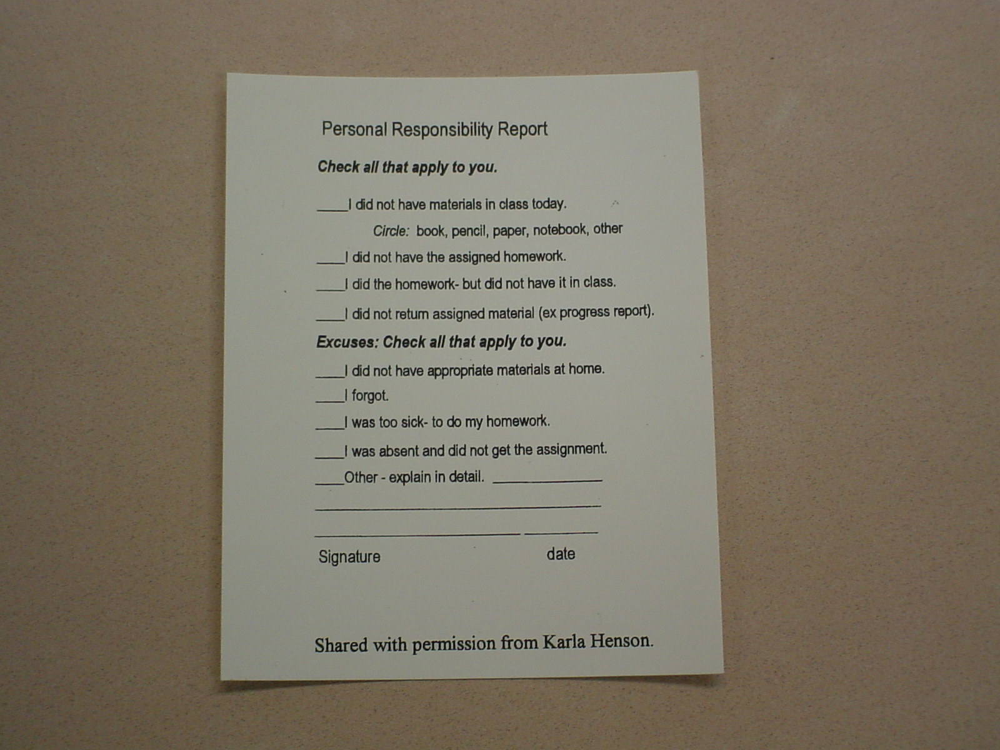 Personal Responsibility Report
Check all that apply to you.
____I did not have materials in class today.
Circle: book, pencil, paper, notebook, other
____I did not have the assigned homework.
____I did the homework- but did not have it in class.
____I did not return assigned material (ex progress report).
Excuses: Check all that apply to you.
____I did not have appropriate materials at home.
____I forgot.
____I was too sick- to do my homework.
____I was absent and did not get the assignment.
____Other - explain in detail. ______________
Signature date
Shared with permission from Karla Henson.